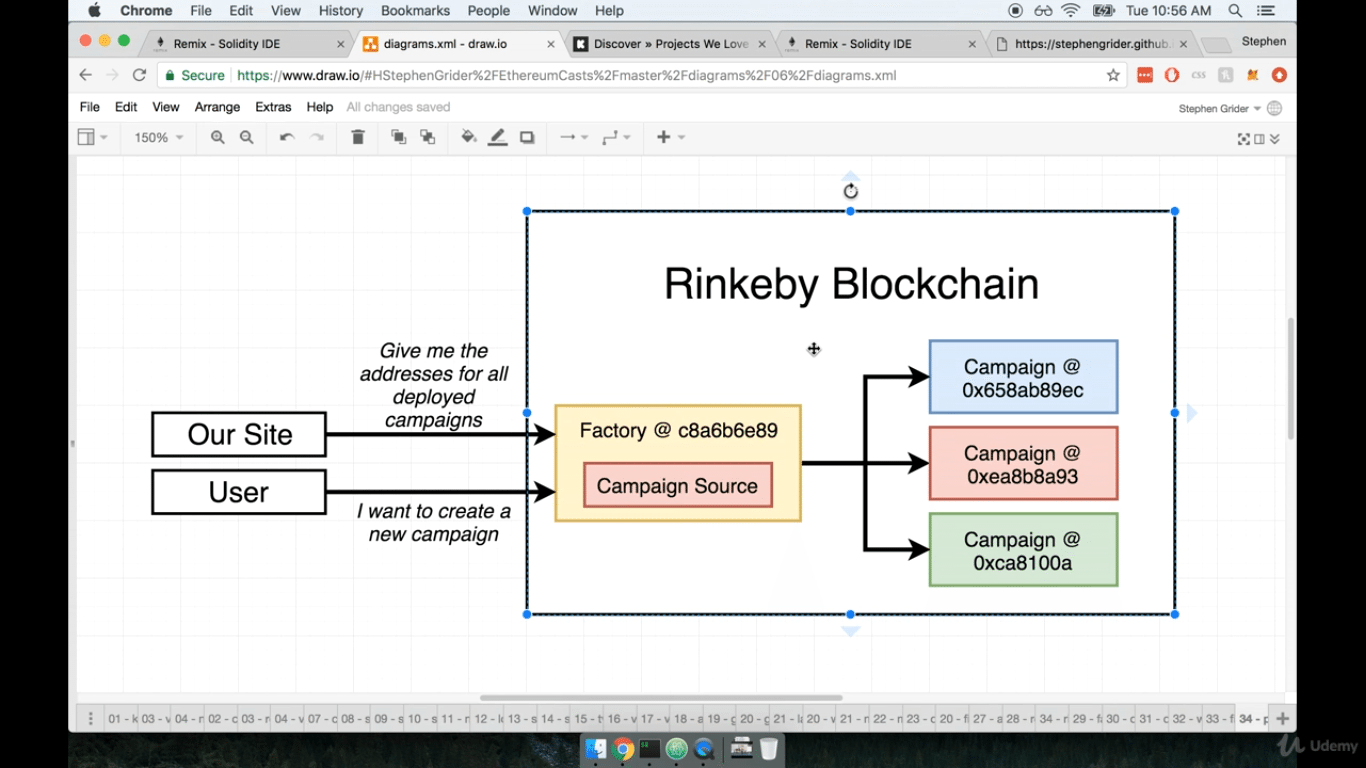 Chrome File Edit View History Bookmarks People Window Help Tue 10:56 AM
Remix - Solidity IDE diagrams.xml - draw.io Discover » Projects We Love Remix - Solidity IDE https://stephengrider.github. Stephen
Secure https://www.draw.io/#HStephenGrider%2FEthereumCasts%2Fmaster%2Fdiagrams%2F06%2Fdiagrams.xml
File Edit View Arrange Extras Help All changes saved Stephen Grider
150%
Rinkeby Blockchain
Give me the
addresses for all
deployed
campaigns
Our Site
User
I want to create a
new campaign
Factory @ c8a6b6e89
Campaign Source
Campaign @
0x658ab89ec
Campaign @
0xea8b8a93
Campaign @
0xca8100a
01 - k 03 - v 04 - r 02 - c 03 - r 04 - v 07 - c 08 - s 09 - s 10 - s 11 - r 12 - l 13 - s 14 - s 15 - t 16 - v 17 - v 18 - a 19 - g 20 - g 21 - l 20 - v 21 - n 22 - n 23 - c 20 - f 27 - a 28 - r 34 - n 29 - f 30 - c 31 - c 32 - v 33 - f 34 - p
Udemy